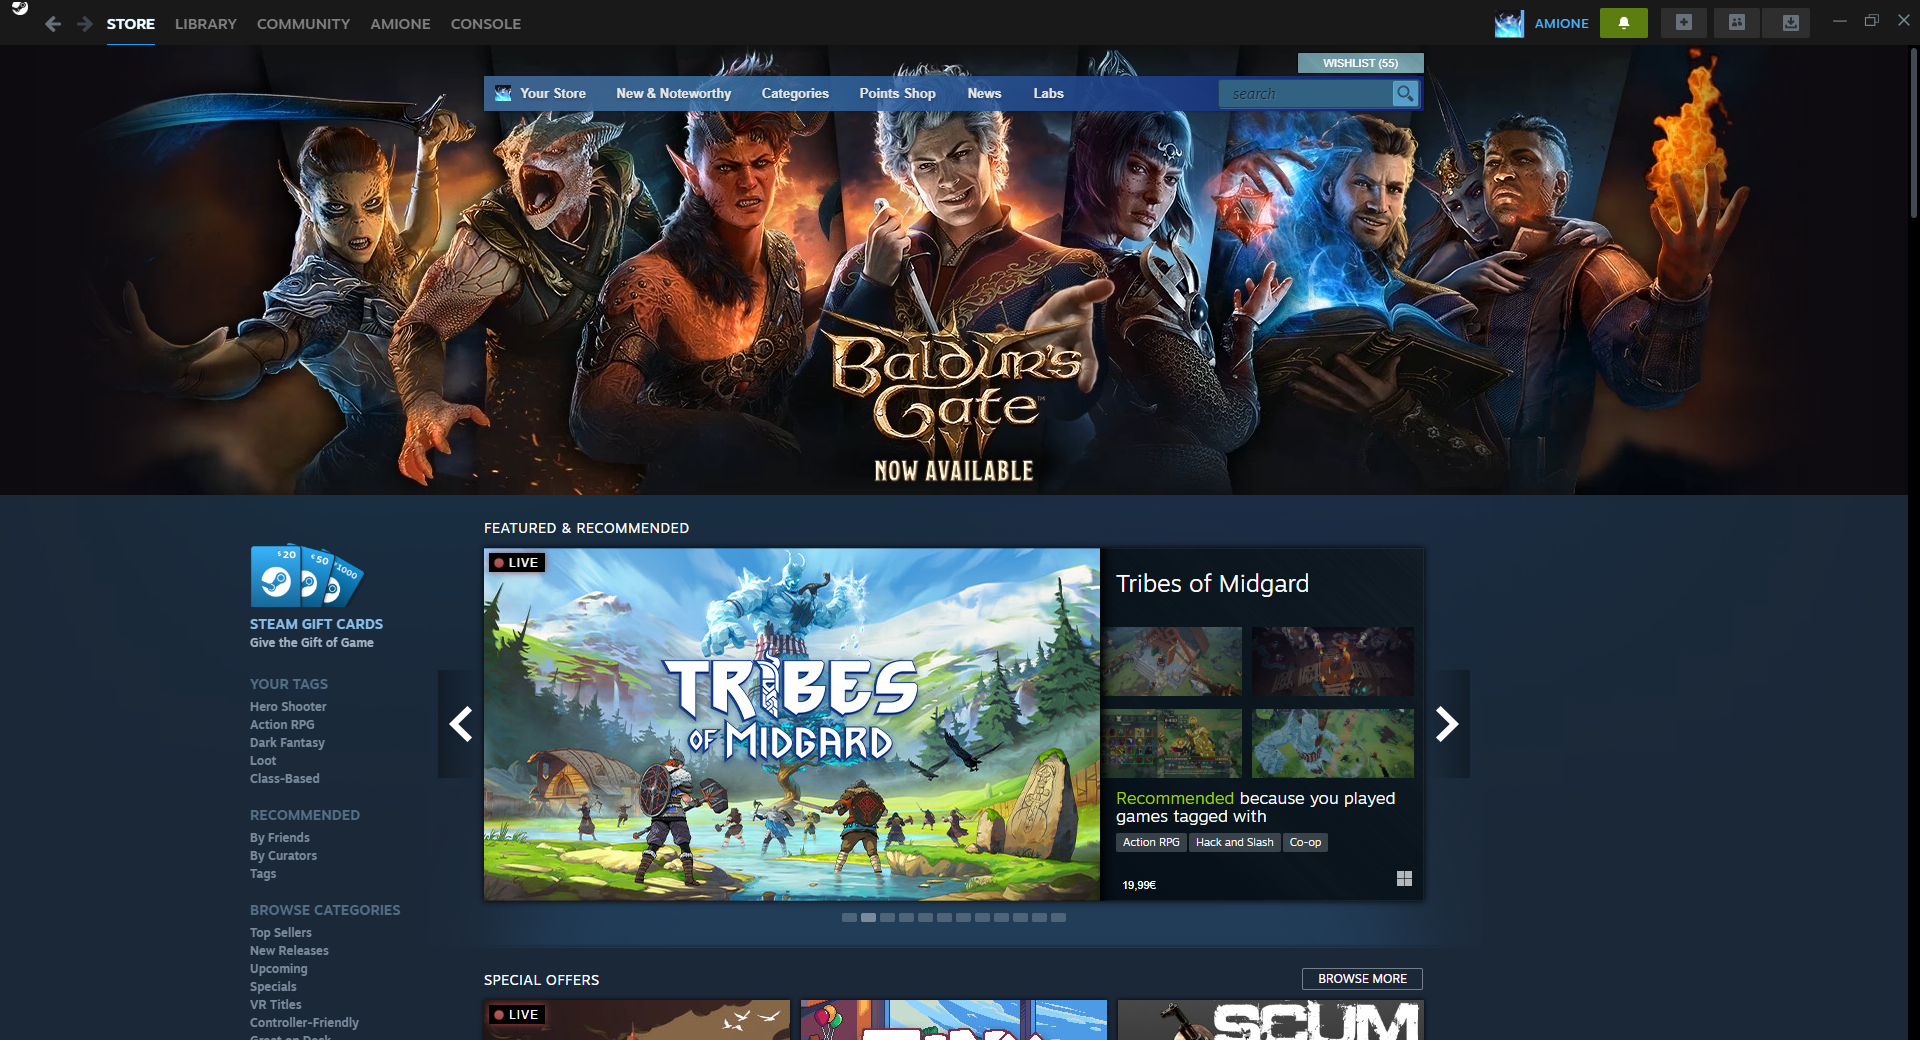 STORE LIBRARY COMMUNITY AMIONE CONSOLE
AMIONE
WISHLIST (55)
Your Store New & Noteworthy Categories Points Shop News Labs
search
BALDUR'S
GATE
III
NOW AVAILABLE
FEATURED & RECOMMENDED
$ 20 € 50 1000
STEAM GIFT CARDS
Give the Gift of Game
YOUR TAGS
Hero Shooter
Action RPG
Dark Fantasy
Loot
Class-Based
RECOMMENDED
By Friends
By Curators
Tags
BROWSE CATEGORIES
Top Sellers
New Releases
Upcoming
Specials
VR Titles
Controller-Friendly
Great on Deck
LIVE
TRIBES
OF MIDGARD
Tribes of Midgard
Recommended because you played
games tagged with
Action RPG Hack and Slash Co-op
19,99€
SPECIAL OFFERS
BROWSE MORE
LIVE
SCUM